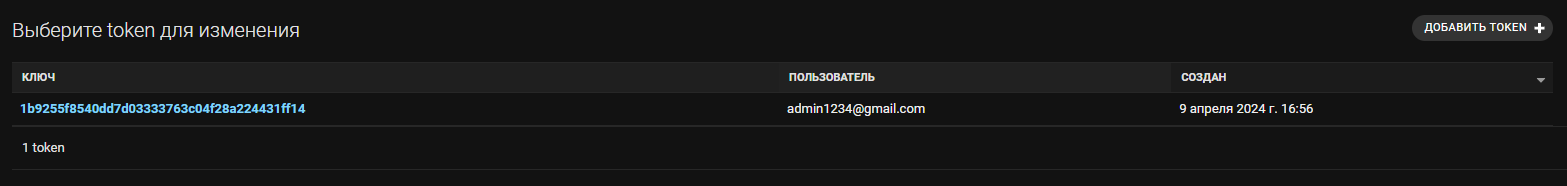 Выберите token для изменения
ДОБАВИТЬ TOKEN
КЛЮЧ ПОЛЬЗОВАТЕЛЬ СОЗДАН
1b9255f8540dd7d03333763c04f28a224431ff14 admin1234@gmail.com 9 апреля 2024 г. 16:56
1 token